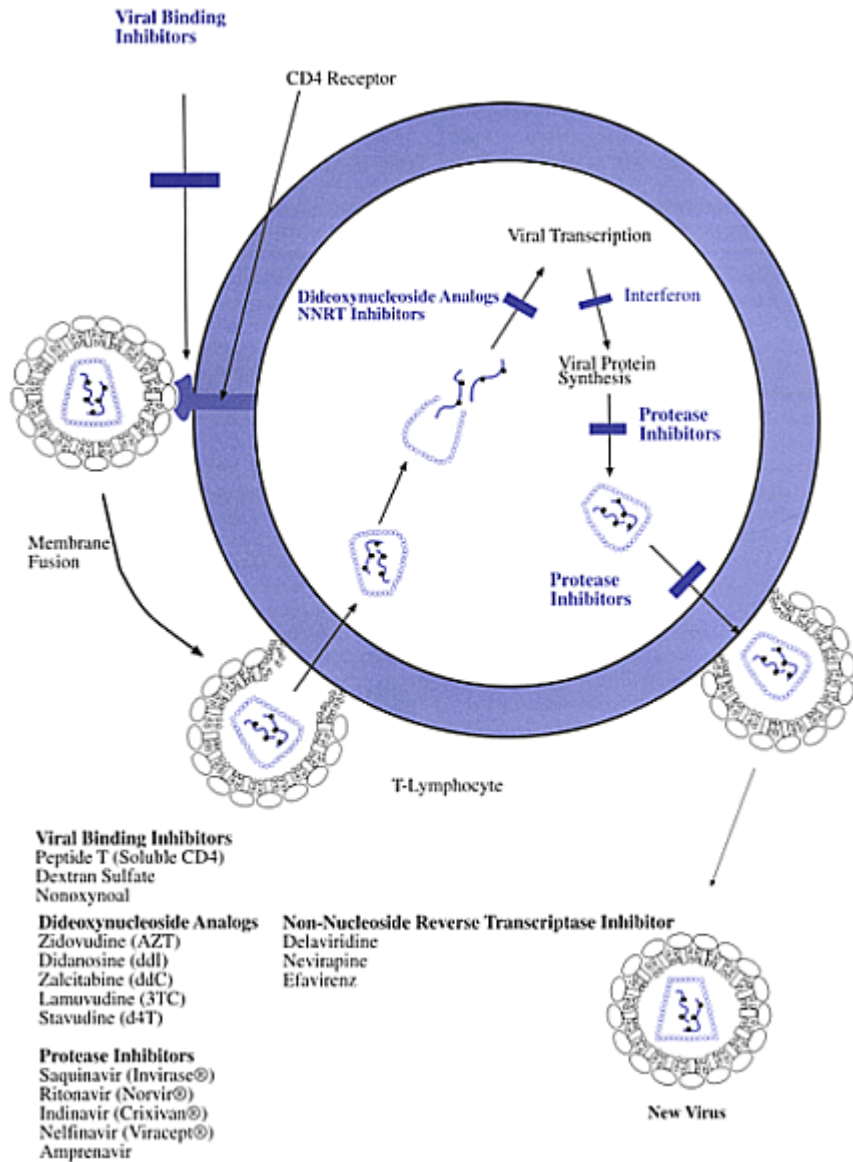 Viral Binding
Inhibitors
CD4 Receptor
Viral Transcription
Dideoxynucleoside Analogs
NNRT Inhibitors
Interferon
Viral Protein
Synthesis
Protease
Inhibitors
Membrane
Fusion
Protease
Inhibitors
T-Lymphocyte
Viral Binding Inhibitors
Peptide T (Soluble CD4)
Dextran Sulfate
Nonoxynoal
Dideoxynucleoside Analogs
Zidovudine (AZT)
Didanosine (ddI)
Zalcitabine (ddC)
Lamuvudine (3TC)
Stavudine (d4T)
Non-Nucleoside Reverse Transcriptase Inhibitor
Delaviridine
Nevirapine
Efavirenz
Protease Inhibitors
Saquinavir (Invirase®)
Ritonavir (Norvir®)
Indinavir (Crixivan®)
Nelfinavir (Viracept®)
Amprenavir
New Virus